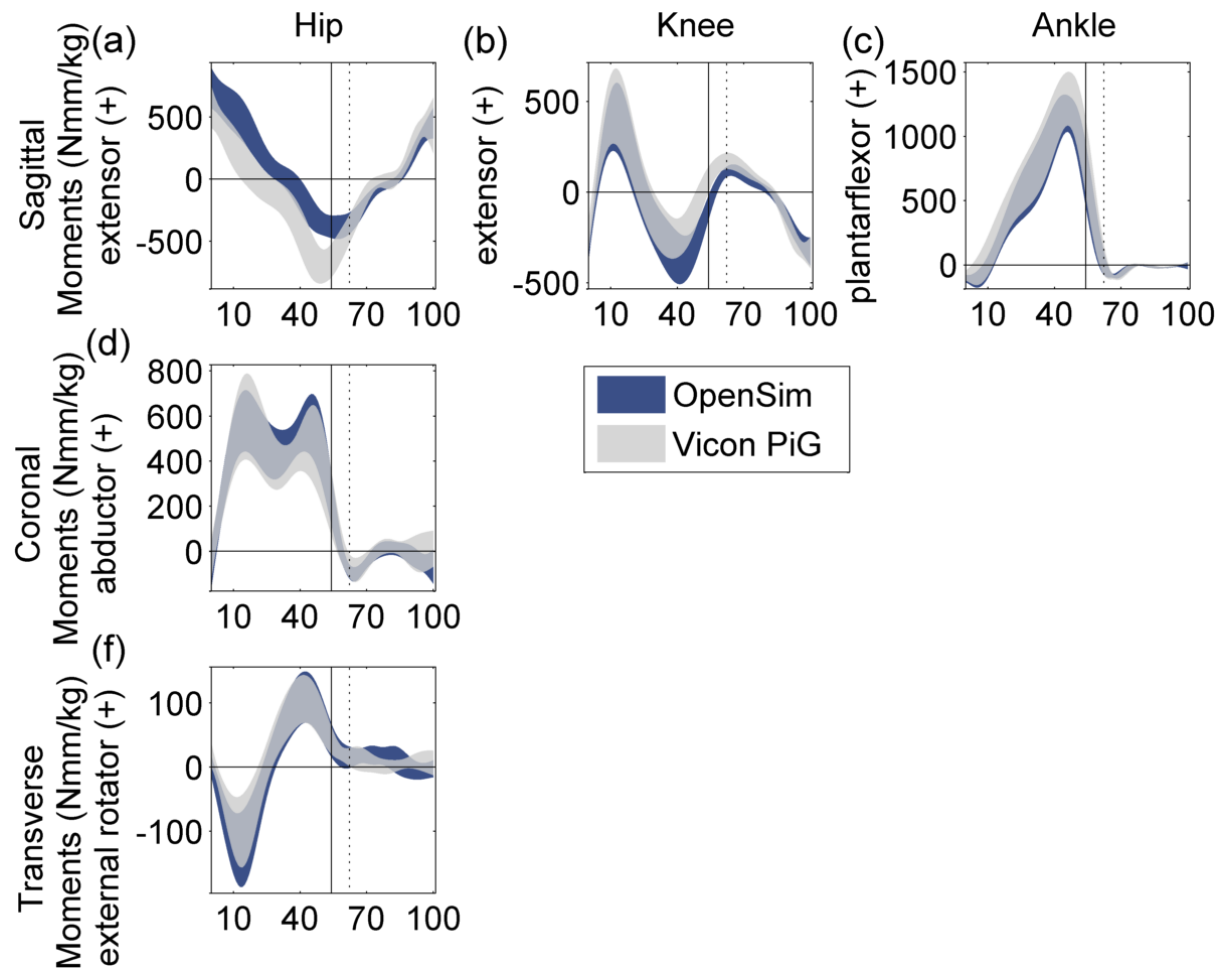 Hip
Knee
Ankle
(a)
(b)
(c)
Sagittal
Moments (Nmm/kg)
extensor (+)
500
0
-500
10 40 70 100
extensor (+)
500
0
-500
10 40 70 100
plantarflexor (+)
1500
1000
500
0
10 40 70 100
(d)
Coronal
Moments (Nmm/kg)
abductor (+)
800
600
400
200
0
10 40 70 100
OpenSim
Vicon PiG
(f)
Transverse
Moments (Nmm/kg)
external rotator (+)
100
0
-100
10 40 70 100